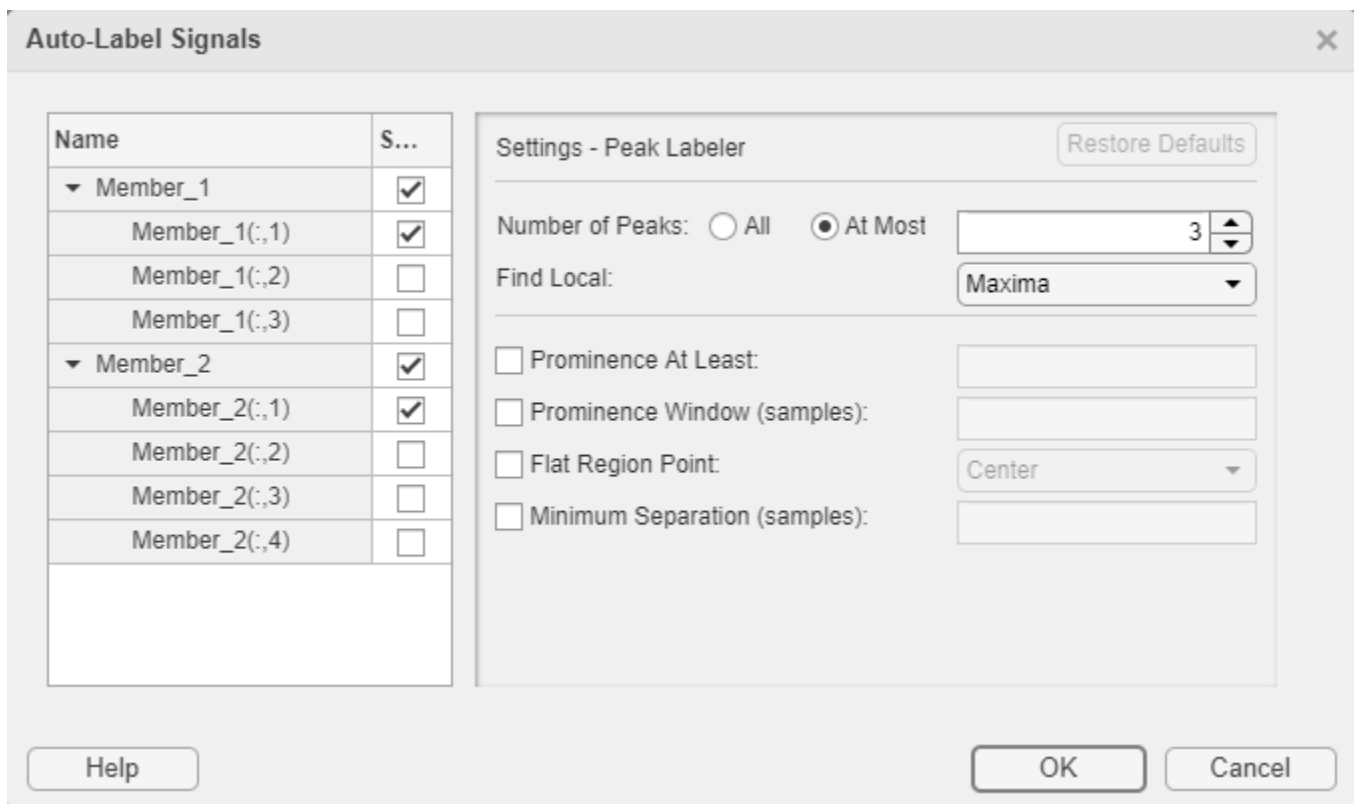 Auto-Label Signals
Name S...
Member_1
Member_1(:,1)
Member_1(:,2)
Member_1(:,3)
Member_2
Member_2(:,1)
Member_2(:,2)
Member_2(:,3)
Member_2(:,4)
Settings - Peak Labeler Restore Defaults
Number of Peaks: All At Most 3
Find Local: Maxima
Prominence At Least:
Prominence Window (samples):
Flat Region Point: Center
Minimum Separation (samples):
Help OK Cancel